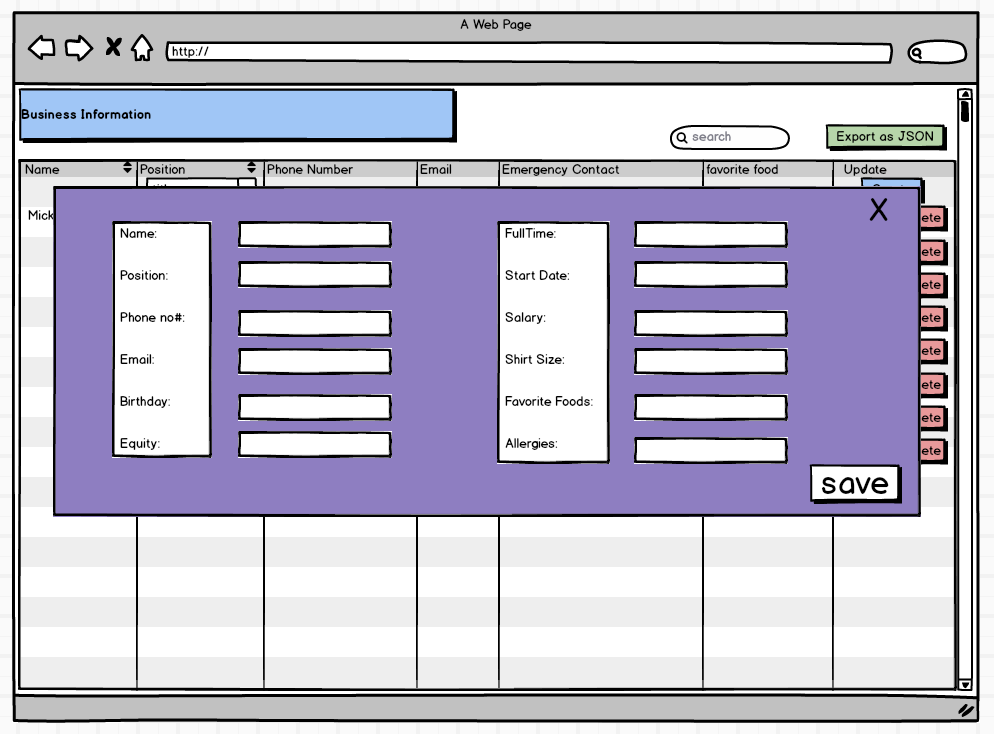 A Web Page
http://
Business Information
search
Export as JSON
Name Position Phone Number Email Emergency Contact favorite food Update
X
Mick
ete
Name: FullTime:
ete
Position: Start Date:
ete
Phone no#: Salary:
ete
ete
Email: Shirt Size:
ete
Birthday: Favorite Foods:
ete
Equity: Allergies:
ete
save